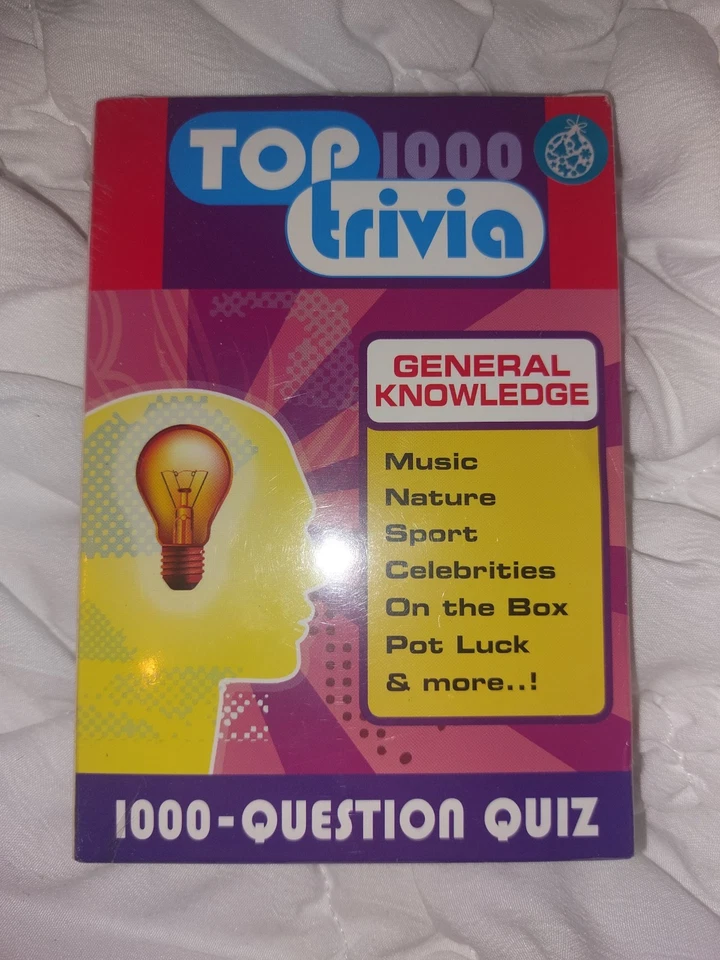 TOP 1000
trivia
GENERAL
KNOWLEDGE
Music
Nature
Sport
Celebrities
On the Box
Pot Luck
& more..!
1000-QUESTION QUIZ